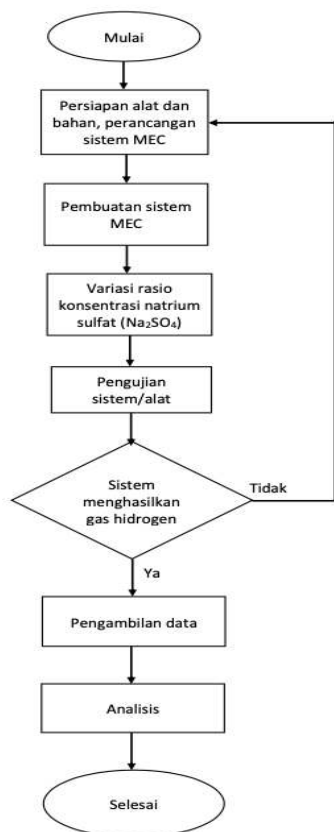 Mulai
Persiapan alat dan
bahan, perancangan
sistem MEC
Pembuatan sistem
MEC
Variasi rasio
konsentrasi natrium
sulfat (Na₂SO₄)
Pengujian
sistem/alat
Sistem
menghasilkan
gas hidrogen
Tidak
Ya
Pengambilan data
Analisis
Selesai